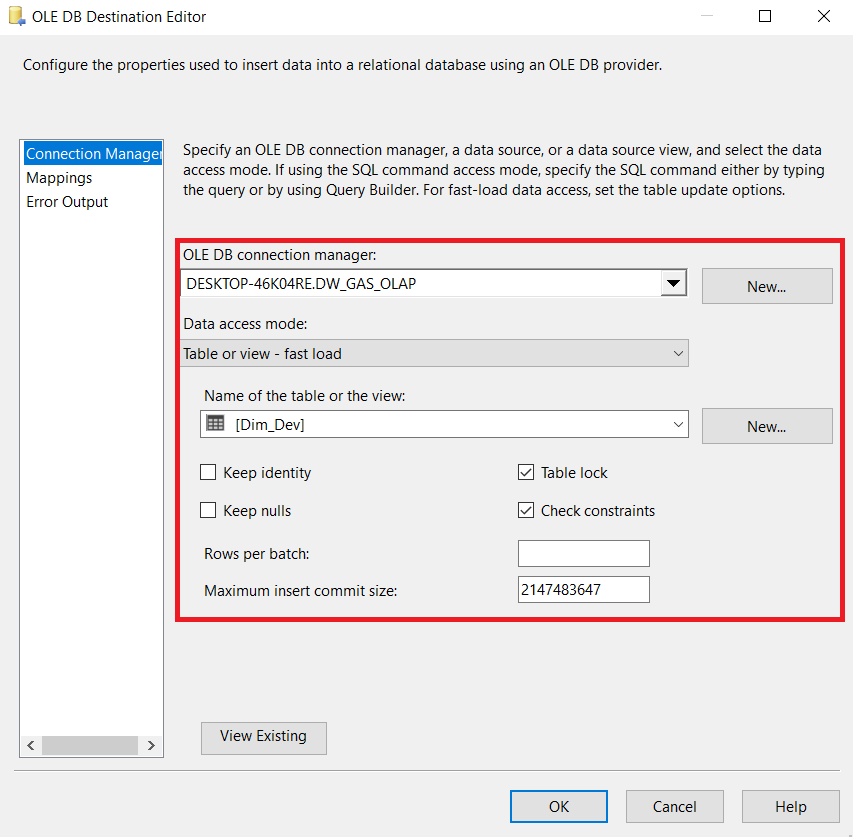 OLE DB Destination Editor
Configure the properties used to insert data into a relational database using an OLE DB provider.
Connection Manager
Mappings
Error Output
Specify an OLE DB connection manager, a data source, or a data source view, and select the data
access mode. If using the SQL command access mode, specify the SQL command either by typing
the query or by using Query Builder. For fast-load data access, set the table update options.
OLE DB connection manager:
DESKTOP-46K04RE.DW_GAS_OLAP
New...
Data access mode:
Table or view - fast load
Name of the table or the view:
[Dim_Dev]
New...
Keep identity
Table lock
Keep nulls
Check constraints
Rows per batch:
Maximum insert commit size:
2147483647
View Existing
OK
Cancel
Help